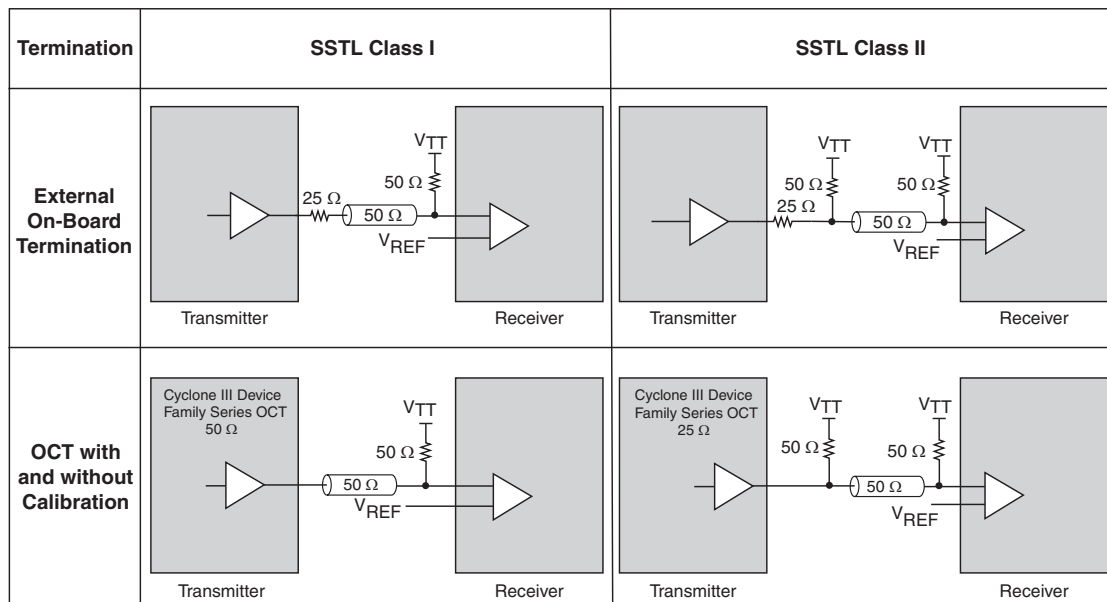 Termination
SSTL Class I
SSTL Class II
External
On-Board
Termination
VTT
50 Ω
25 Ω
50 Ω
VREF
Transmitter
Receiver
VTT
VTT
50 Ω
50 Ω
25 Ω
50 Ω
VREF
Transmitter
Receiver
OCT with
and without
Calibration
Cyclone III Device
Family Series OCT
50 Ω
VTT
50 Ω
50 Ω
VREF
Transmitter
Receiver
Cyclone III Device
Family Series OCT
25 Ω
VTT
VTT
50 Ω
50 Ω
50 Ω
VREF
Transmitter
Receiver